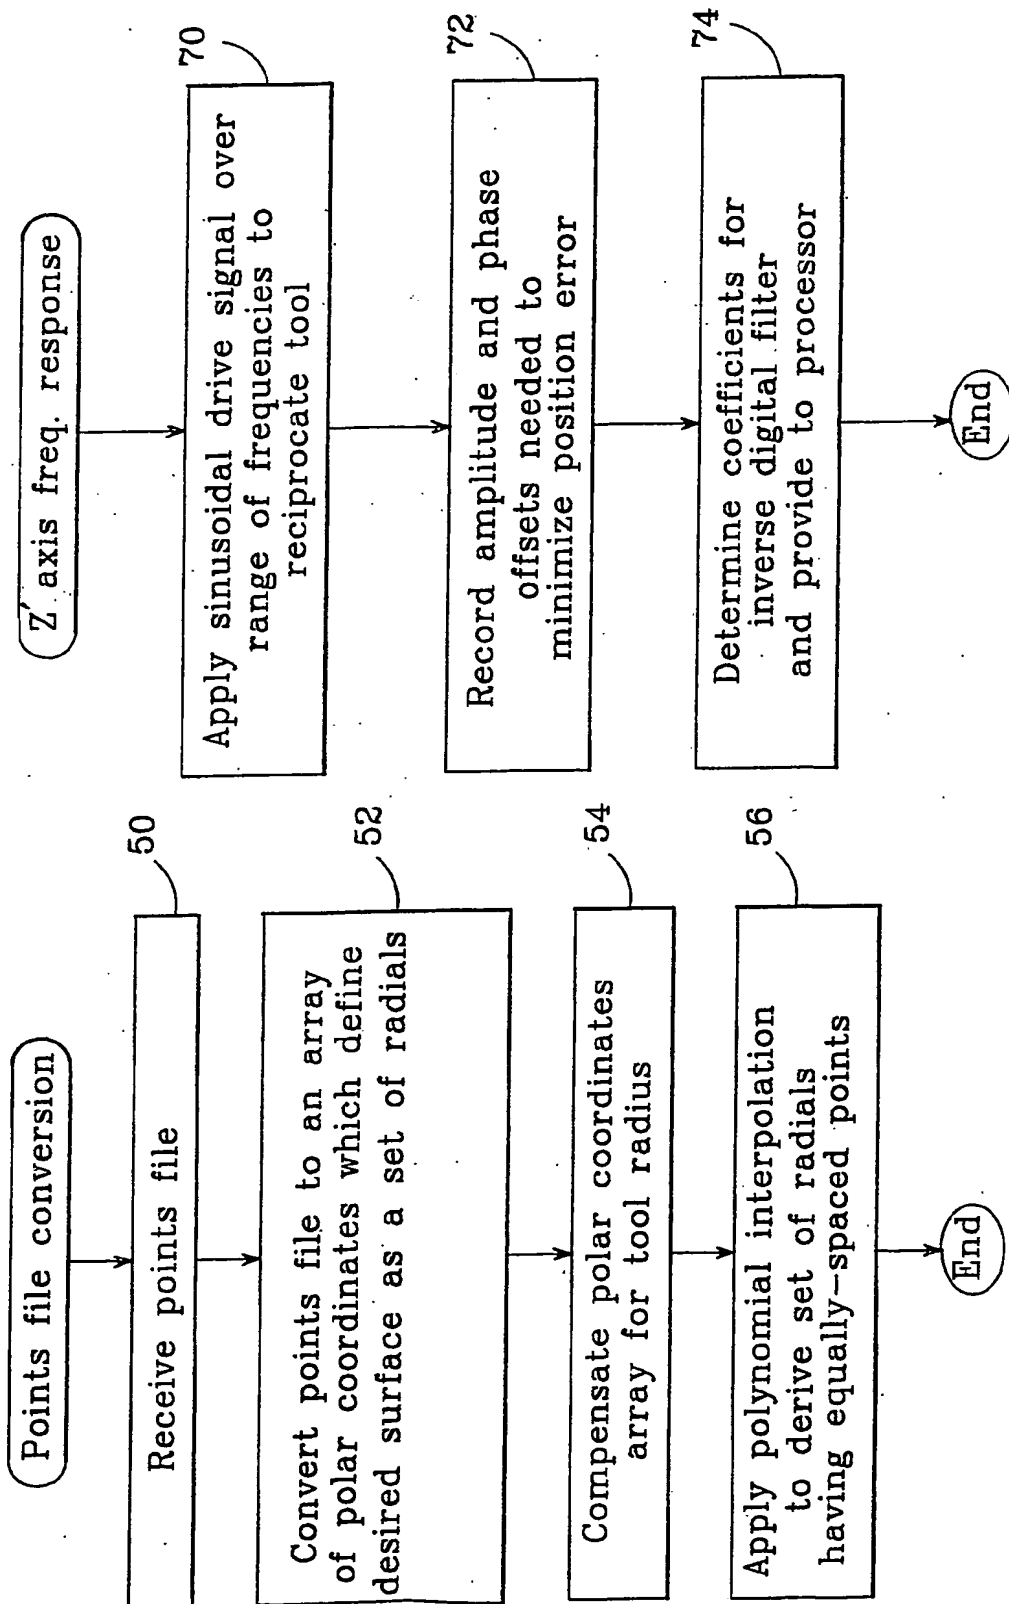 Points file conversion
50
Receive points file
52
Convert points file to an array
of polar coordinates which define
desired surface as a set of radials
54
Compensate polar coordinates
array for tool radius
56
Apply polynomial interpolation
to derive set of radials
having equally-spaced points
End
Z' axis freq. response
70
Apply sinusoidal drive signal over
range of frequencies to
reciprocate tool
72
Record amplitude and phase
offsets needed to
minimize position error
74
Determine coefficients for
inverse digital filter
and provide to processor
End